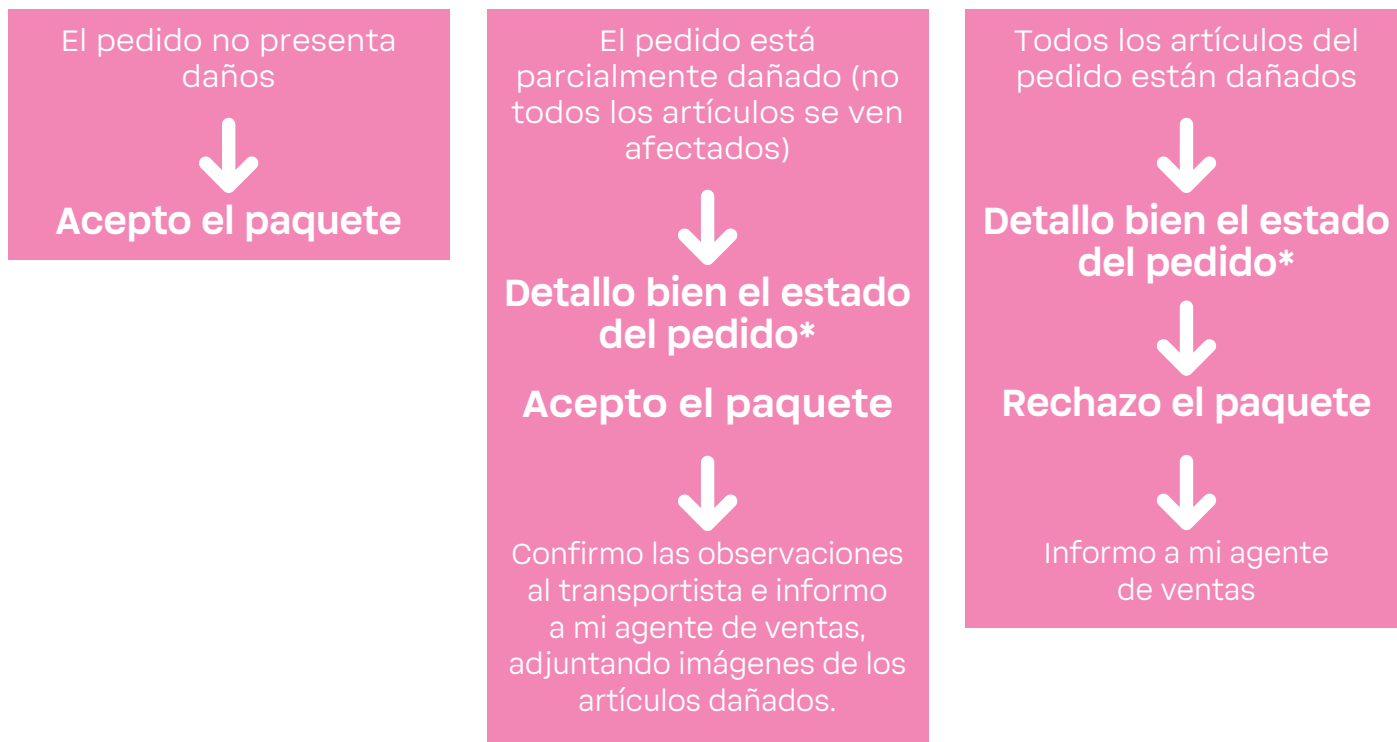 El pedido no presenta
daños
Acepto el paquete
El pedido está
parcialmente dañado (no
todos los artículos se ven
afectados)
Detallo bien el estado
del pedido*
Acepto el paquete
Confirmo las observaciones
al transportista e informo
a mi agente de ventas,
adjuntando imágenes de los
artículos dañados.
Todos los artículos del
pedido están dañados
Detallo bien el estado
del pedido*
Rechazo el paquete
Informo a mi agente
de ventas